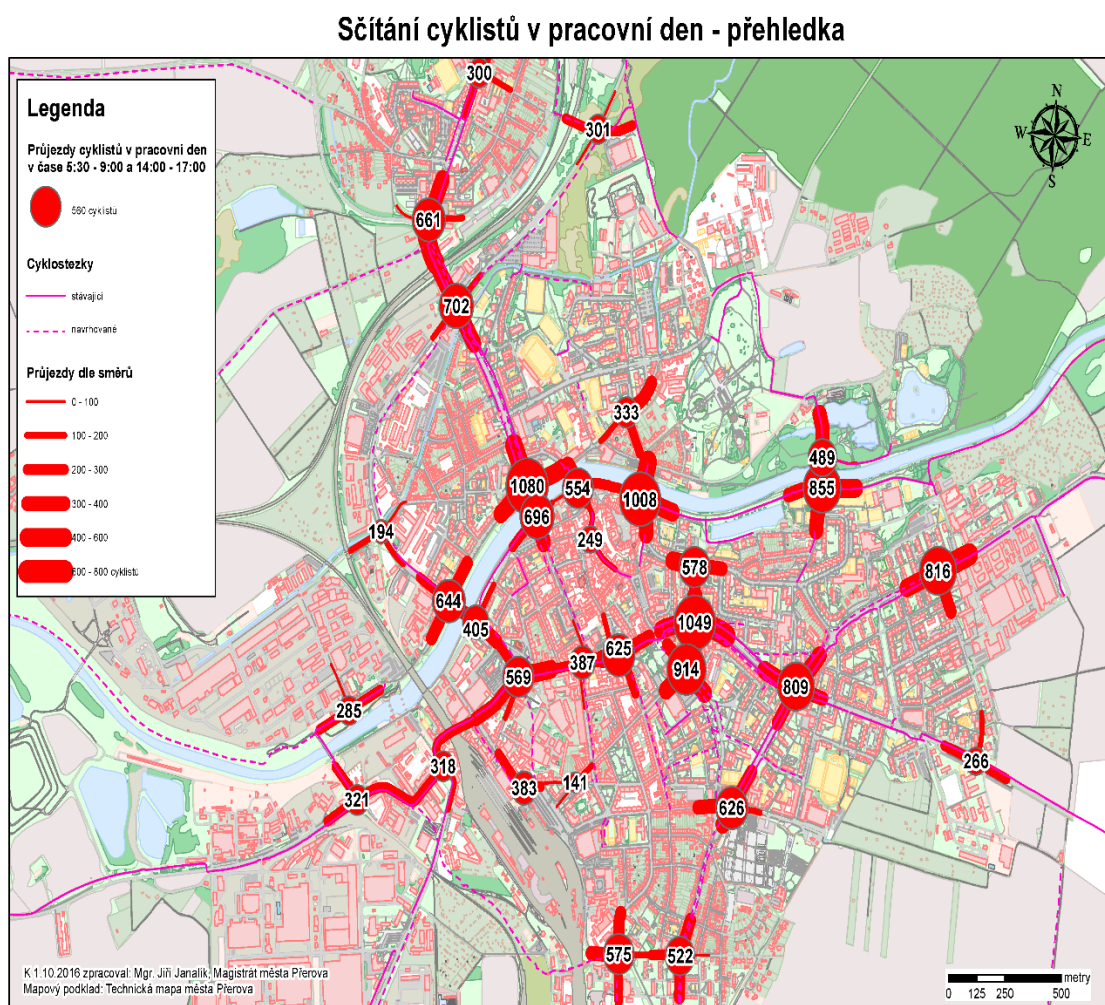 Sčítání cyklistů v pracovní den - přehledka
Legenda
Průjezdy cyklistů v pracovní den
v čase 5:30 - 9:00 a 14:00 - 17:00
560 cyklistů
Cyklostezky
stávající
navrhované
Průjezdy dle směrů
0 - 100
100 - 200
200 - 300
300 - 400
400 - 600
600 - 800 cyklistů
N
W E
S
300
301
661
702
333
489
1080
554
1008
855
696
194
249
578
816
644
405
1049
625
387
914
569
809
285
318
266
383
141
321
626
575
522
K 1.10.2016 zpracoval: Mgr. Jiří Janalík, Magistrát města Přerova
Mapový podklad: Technická mapa města Přerova
metry
0 125 250 500